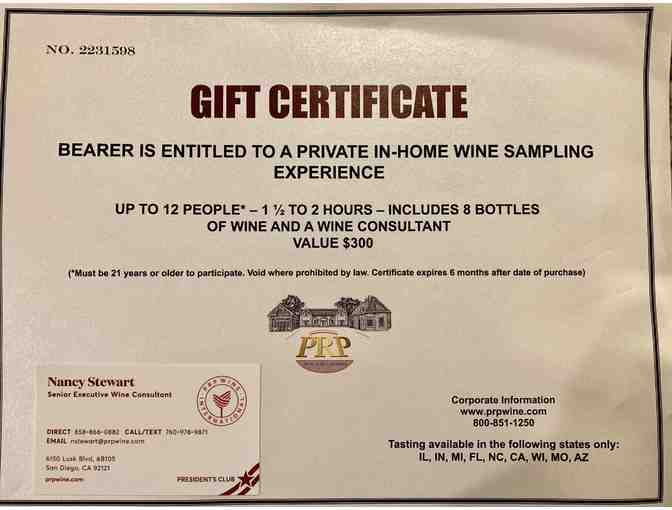 NO. 2231598
GIFT CERTIFICATE
BEARER IS ENTITLED TO A PRIVATE IN-HOME WINE SAMPLING
EXPERIENCE
UP TO 12 PEOPLE* – 1 ½ TO 2 HOURS – INCLUDES 8 BOTTLES
OF WINE AND A WINE CONSULTANT
VALUE $300
(*Must be 21 years or older to participate. Void where prohibited by law. Certificate expires 6 months after date of purchase)
PRP
Nancy Stewart
Senior Executive Wine Consultant
PRP WINE INTERNATIONAL
DIRECT 858-866-0882 CALL/TEXT 760-978-9871
EMAIL nstewart@prpwine.com
6150 Lusk Blvd, #B105
San Diego, CA 92121
prpwine.com
PRESIDENT'S CLUB
Corporate Information
www.prpwine.com
800-851-1250
Tasting available in the following states only:
IL, IN, MI, FL, NC, CA, WI, MO, AZ